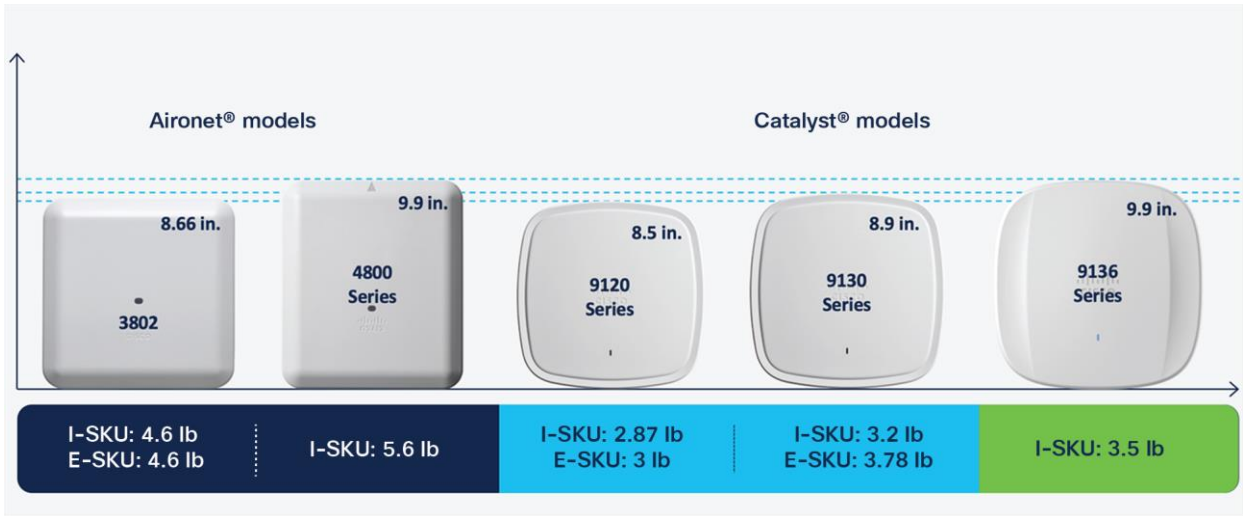 Aironet® models
Catalyst® models
8.66 in.
3802
9.9 in.
4800
Series
8.5 in.
9120
Series
8.9 in.
9130
Series
9.9 in.
9136
Series
I-SKU: 4.6 lb
E-SKU: 4.6 lb
I-SKU: 5.6 lb
I-SKU: 2.87 lb
E-SKU: 3 lb
I-SKU: 3.2 lb
E-SKU: 3.78 lb
I-SKU: 3.5 lb